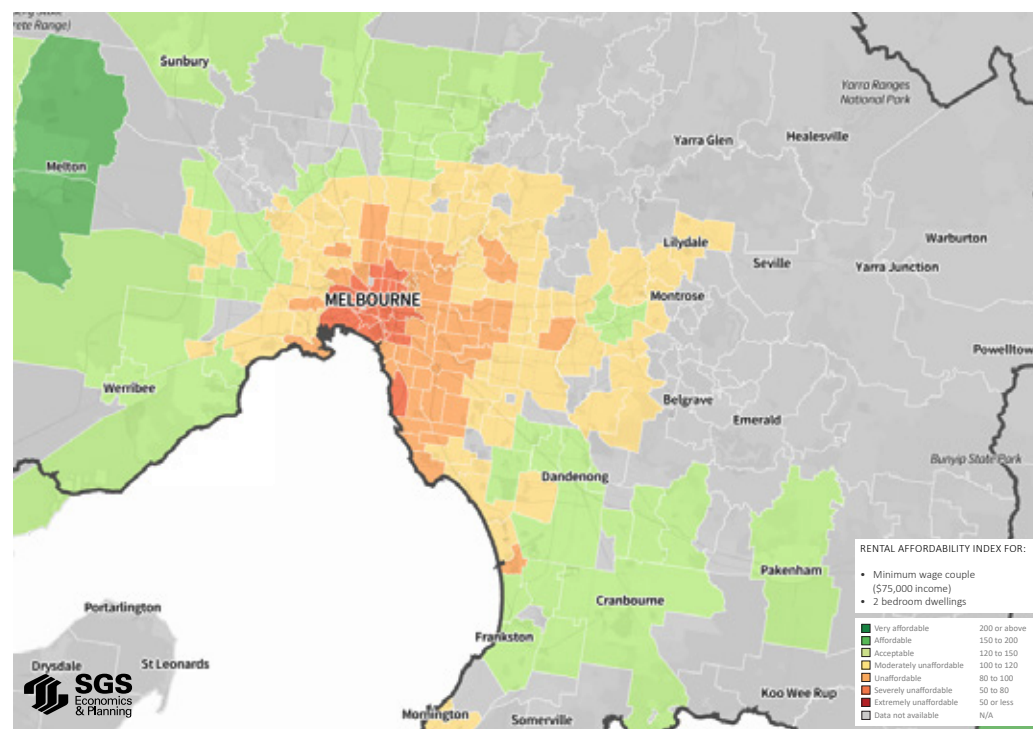 rete Range)
Sunbury
Yarra Ranges
National Park
Yarra Glen
Healesville
Melton
Lilydale
Warburton
Seville
Yarra Junction
MELBOURNE
Montrose
Powelltow
Werribee
Belgrave
Emerald
Bunyip State Park
Dandenong
Pakenham
Cranbourne
Portarlington
Frankston
Drysdale
St Leonards
SGS
Economics
& Planning
Koo Wee Rup
Mornington
Somerville
RENTAL AFFORDABILITY INDEX FOR:
• Minimum wage couple
($75,000 income)
• 2 bedroom dwellings
Very affordable 200 or above
Affordable 150 to 200
Acceptable 120 to 150
Moderately unaffordable 100 to 120
Unaffordable 80 to 100
Severely unaffordable 50 to 80
Extremely unaffordable 50 or less
Data not available N/A